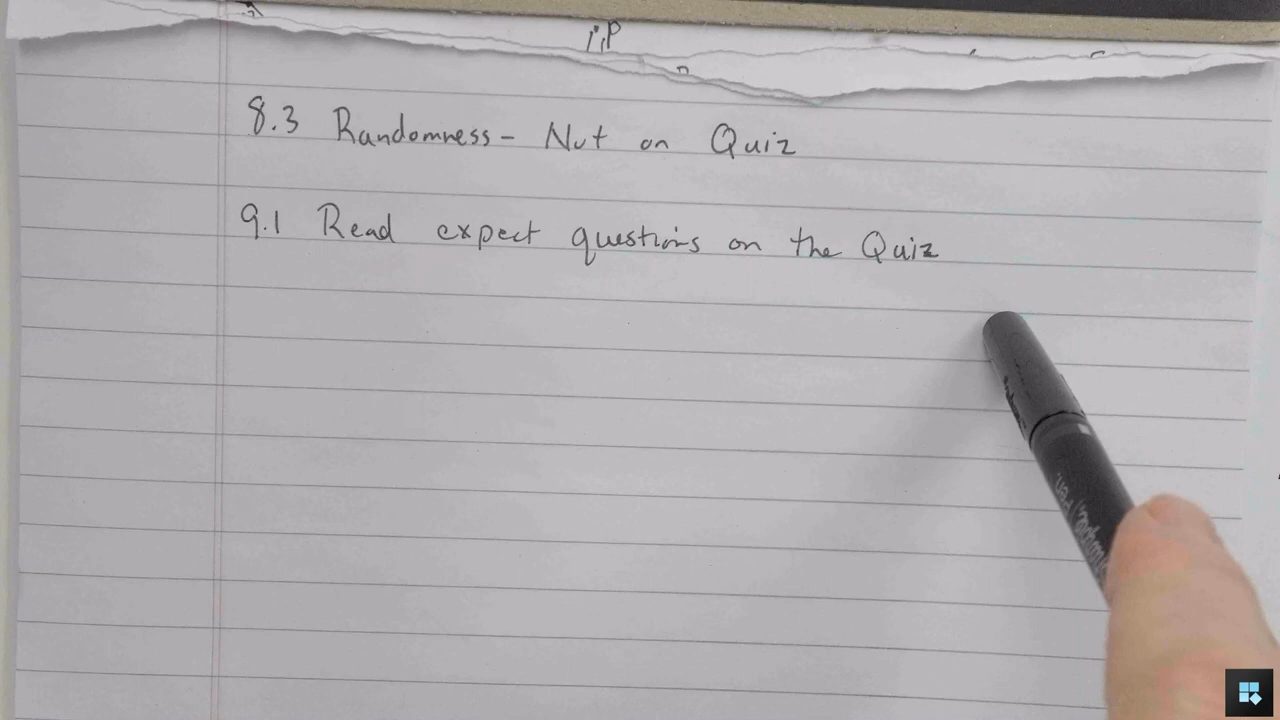 8.3 Randomness - Not on Quiz
9.1 Read expect questions on the Quiz